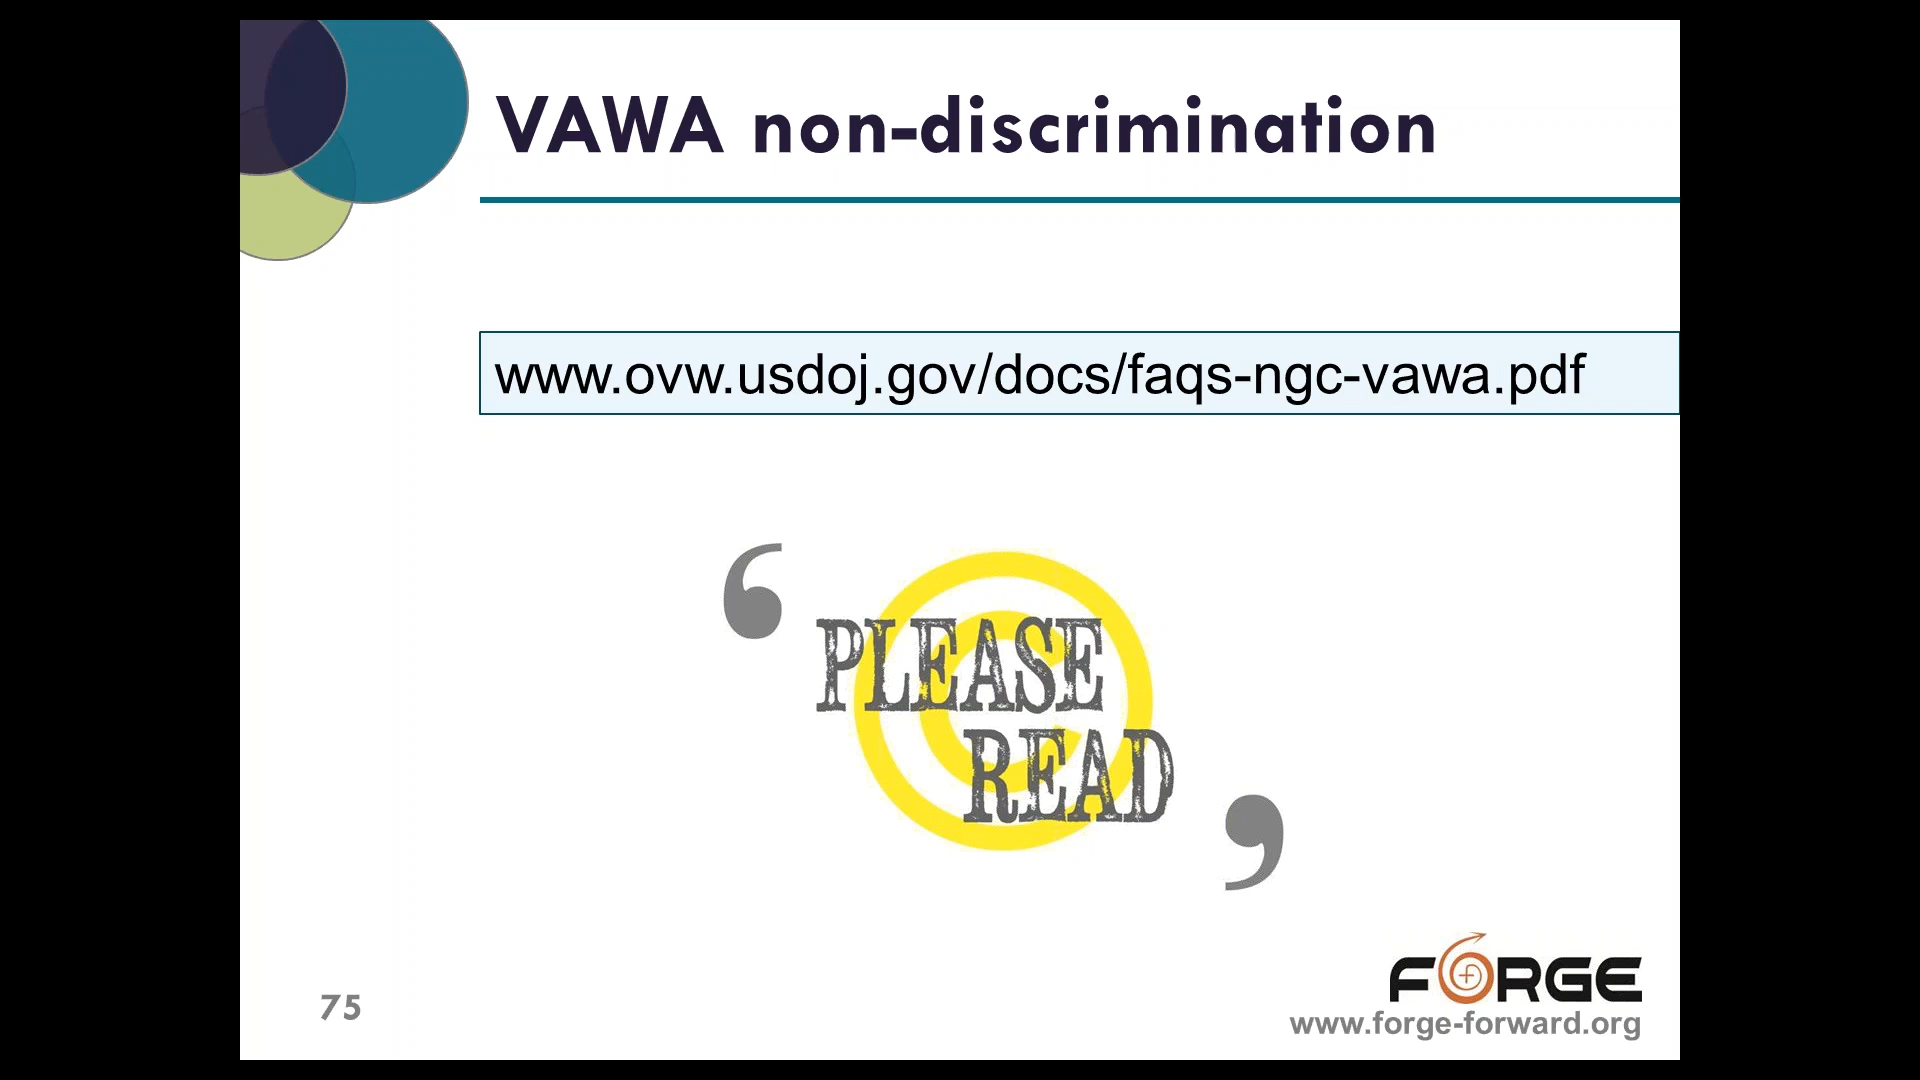 VAWA non-discrimination
www.ovw.usdoj.gov/docs/faqs-ngc-vawa.pdf
‘
PLEASE
READ
’
FORGE
75
www.forge-forward.org